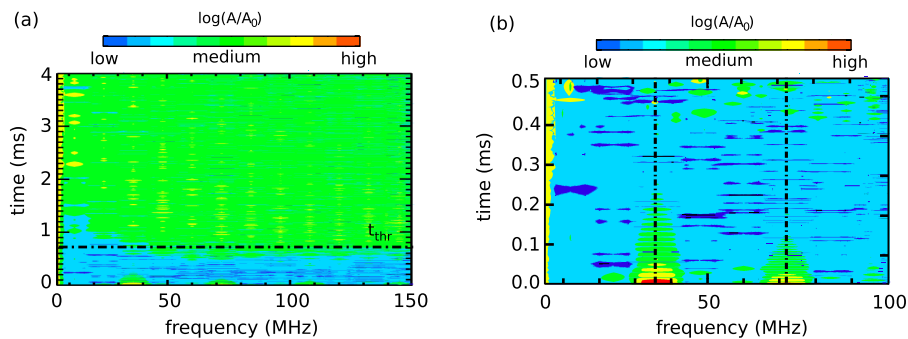 (a)
log(A/A0)
low medium high
4
3
2
1
0
time (ms)
t_thr
0 50 100 150
frequency (MHz)
(b)
log(A/A0)
low medium high
0.5
0.4
0.3
0.2
0.1
0.0
time (ms)
0 50 100
frequency (MHz)